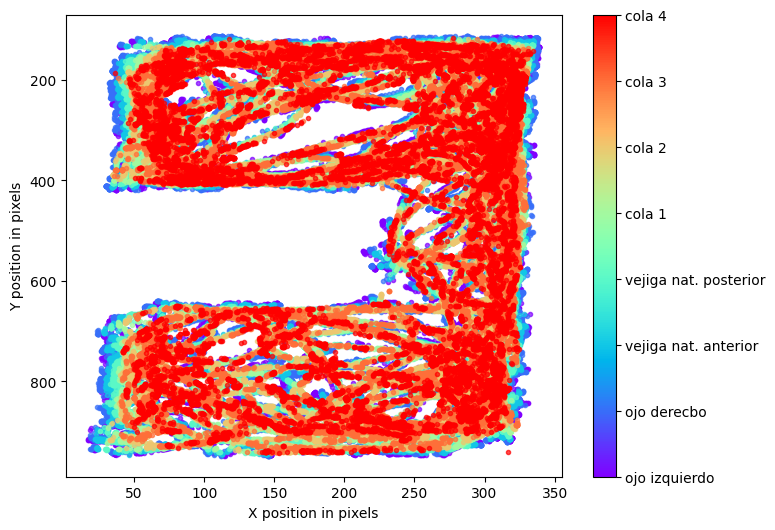 cola 4
cola 3
cola 2
cola 1
vejiga nat. posterior
vejiga nat. anterior
ojo derecbo
ojo izquierdo
200
400
600
800
Y position in pixels
50
100
150
200
250
300
350
X position in pixels